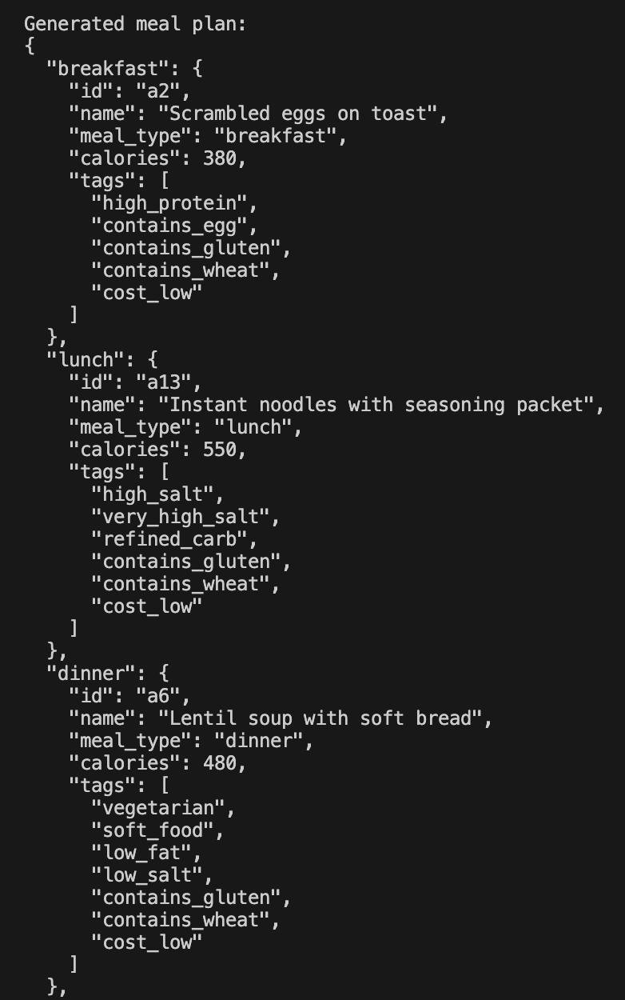 Generated meal plan:
{
  "breakfast": {
    "id": "a2",
    "name": "Scrambled eggs on toast",
    "meal_type": "breakfast",
    "calories": 380,
    "tags": [
      "high_protein",
      "contains_egg",
      "contains_gluten",
      "contains_wheat",
      "cost_low"
    ]
  },
  "lunch": {
    "id": "a13",
    "name": "Instant noodles with seasoning packet",
    "meal_type": "lunch",
    "calories": 550,
    "tags": [
      "high_salt",
      "very_high_salt",
      "refined_carb",
      "contains_gluten",
      "contains_wheat",
      "cost_low"
    ]
  },
  "dinner": {
    "id": "a6",
    "name": "Lentil soup with soft bread",
    "meal_type": "dinner",
    "calories": 480,
    "tags": [
      "vegetarian",
      "soft_food",
      "low_fat",
      "low_salt",
      "contains_gluten",
      "contains_wheat",
      "cost_low"
    ]
  },